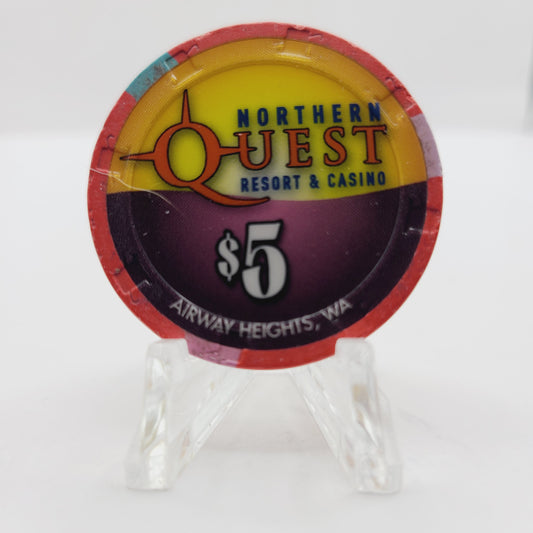 NORTHERN
QUEST
RESORT & CASINO
$5
AIRWAY HEIGHTS, WA